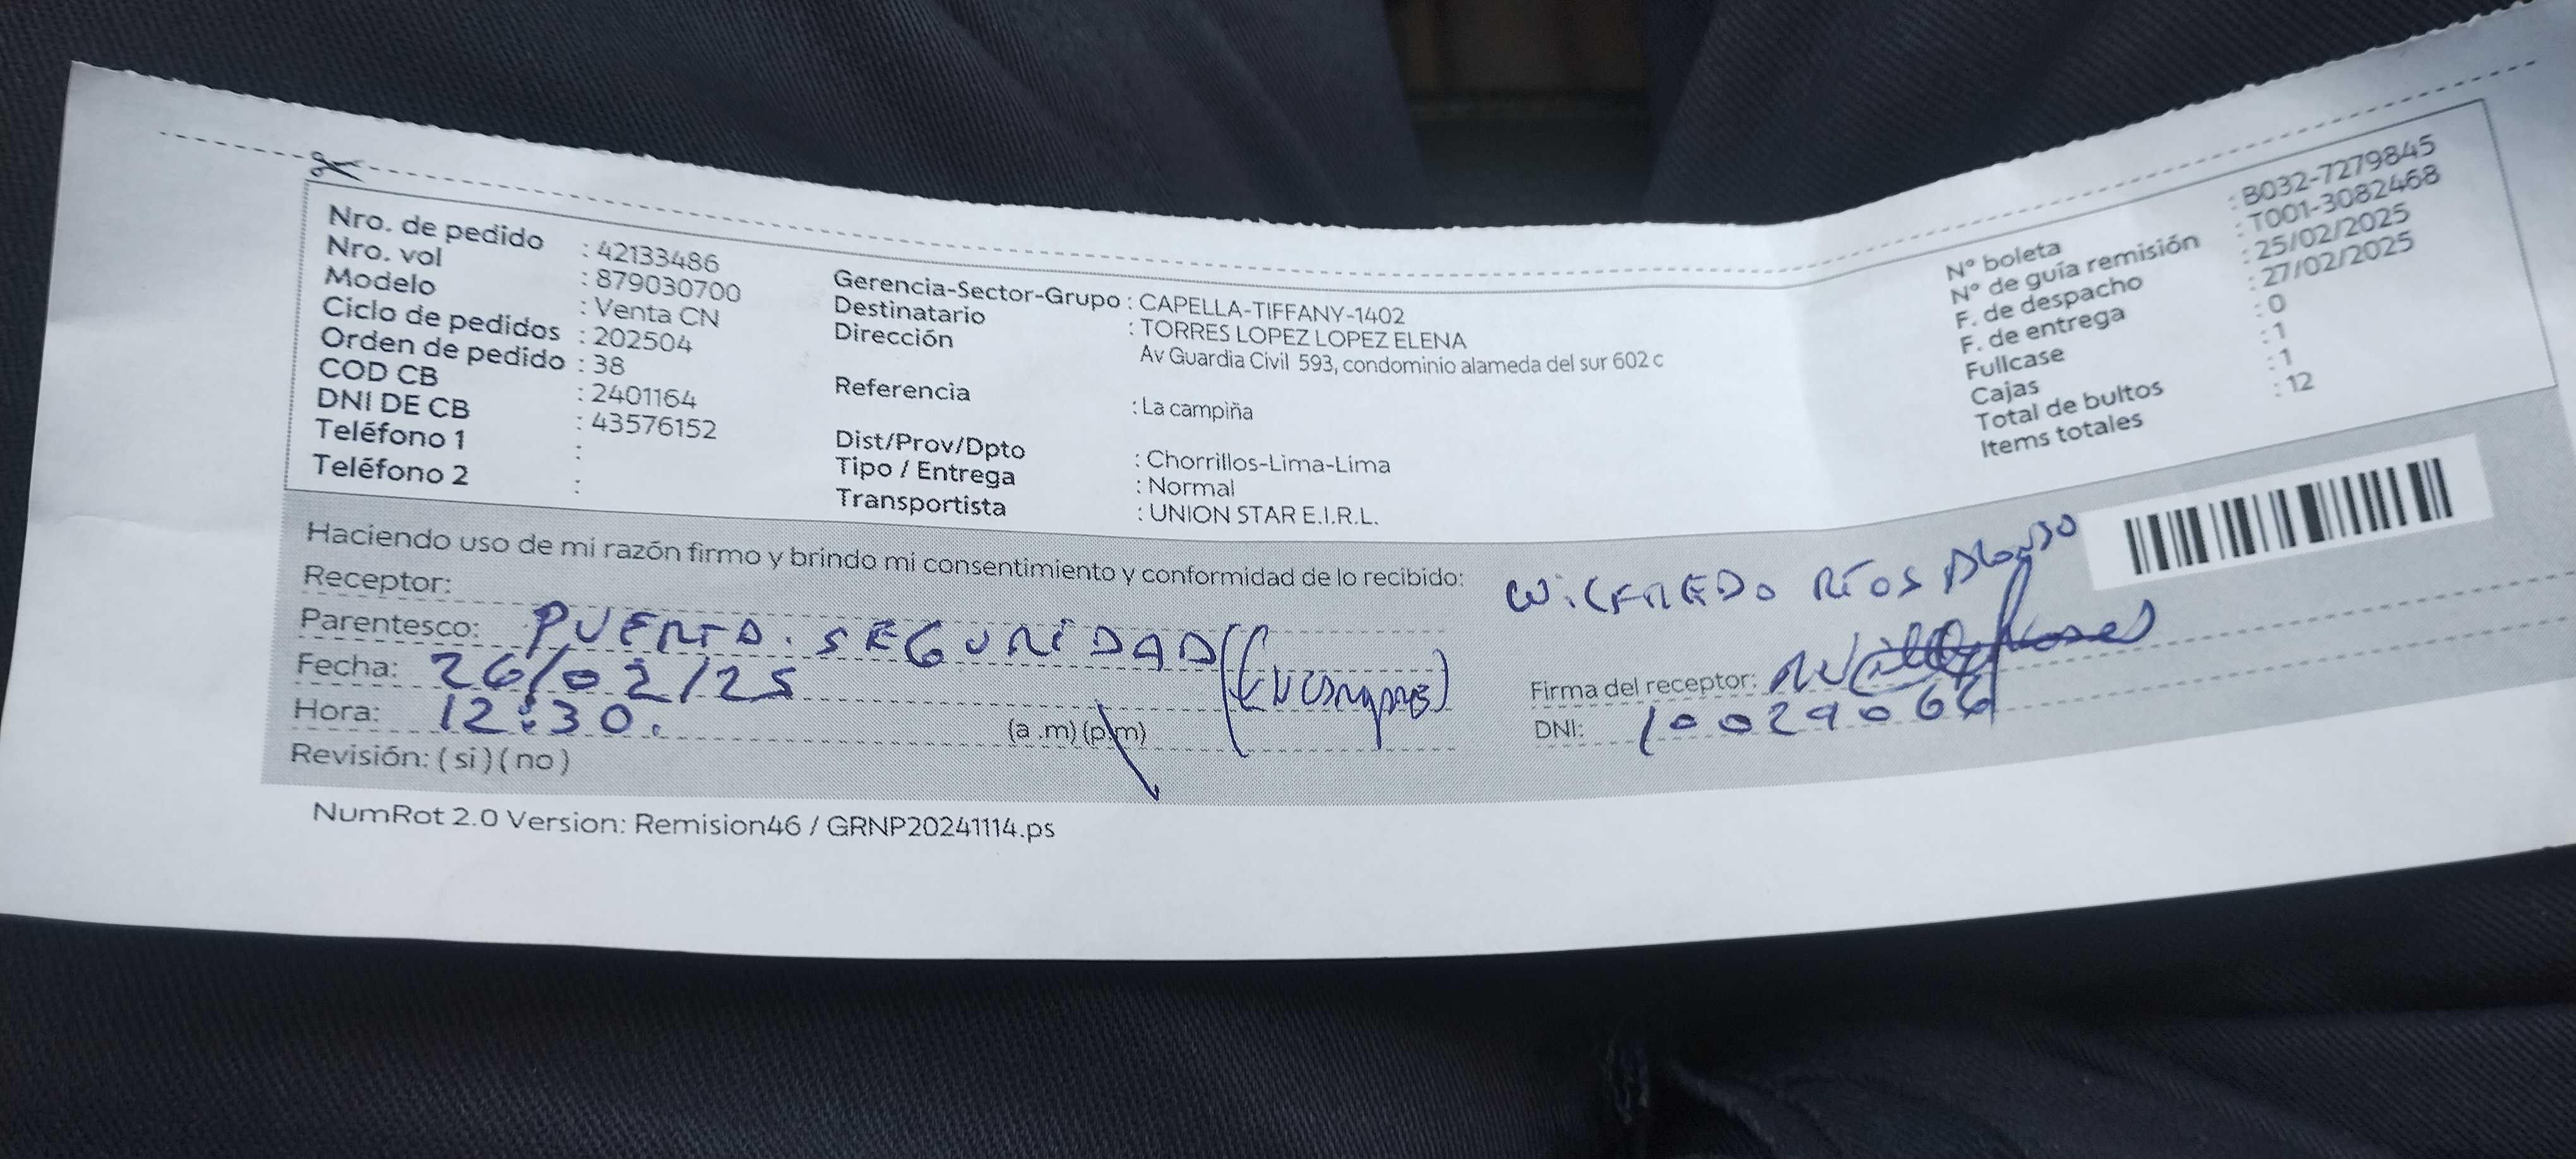 Nro. de pedido : 42133486
Nro. vol : 879030700
Modelo : Venta CN
Ciclo de pedidos : 202504
Orden de pedido : 38
COD CB : 2401164
DNI DE CB : 43576152
Teléfono 1 :
Teléfono 2 :
Gerencia-Sector-Grupo : CAPELLA-TIFFANY-1402
Destinatario : TORRES LOPEZ LOPEZ ELENA
Dirección Av Guardia Civil 593, condominio alameda del sur 602 c
Referencia : La campiña
Dist/Prov/Dpto : Chorrillos-Lima-Lima
Tipo / Entrega : Normal
Transportista : UNION STAR E.I.R.L.
N° boleta : B032-7279845
N° de guía remisión : T001-3082468
F. de despacho : 25/02/2025
F. de entrega : 27/02/2025
Fullcase : 0
Cajas : 1
Total de bultos : 1
Items totales : 12
Haciendo uso de mi razón firmo y brindo mi consentimiento y conformidad de lo recibido: WILFREDO RÍOS
Receptor:
Parentesco: PUERTA. SEGURIDAD
Fecha: 26/02/25
Hora: 12:30. (a .m) (p.m)
Revisión: ( si ) ( no )
Firma del receptor:
DNI: 10029066
NumRot 2.0 Version: Remision46 / GRNP20241114.ps